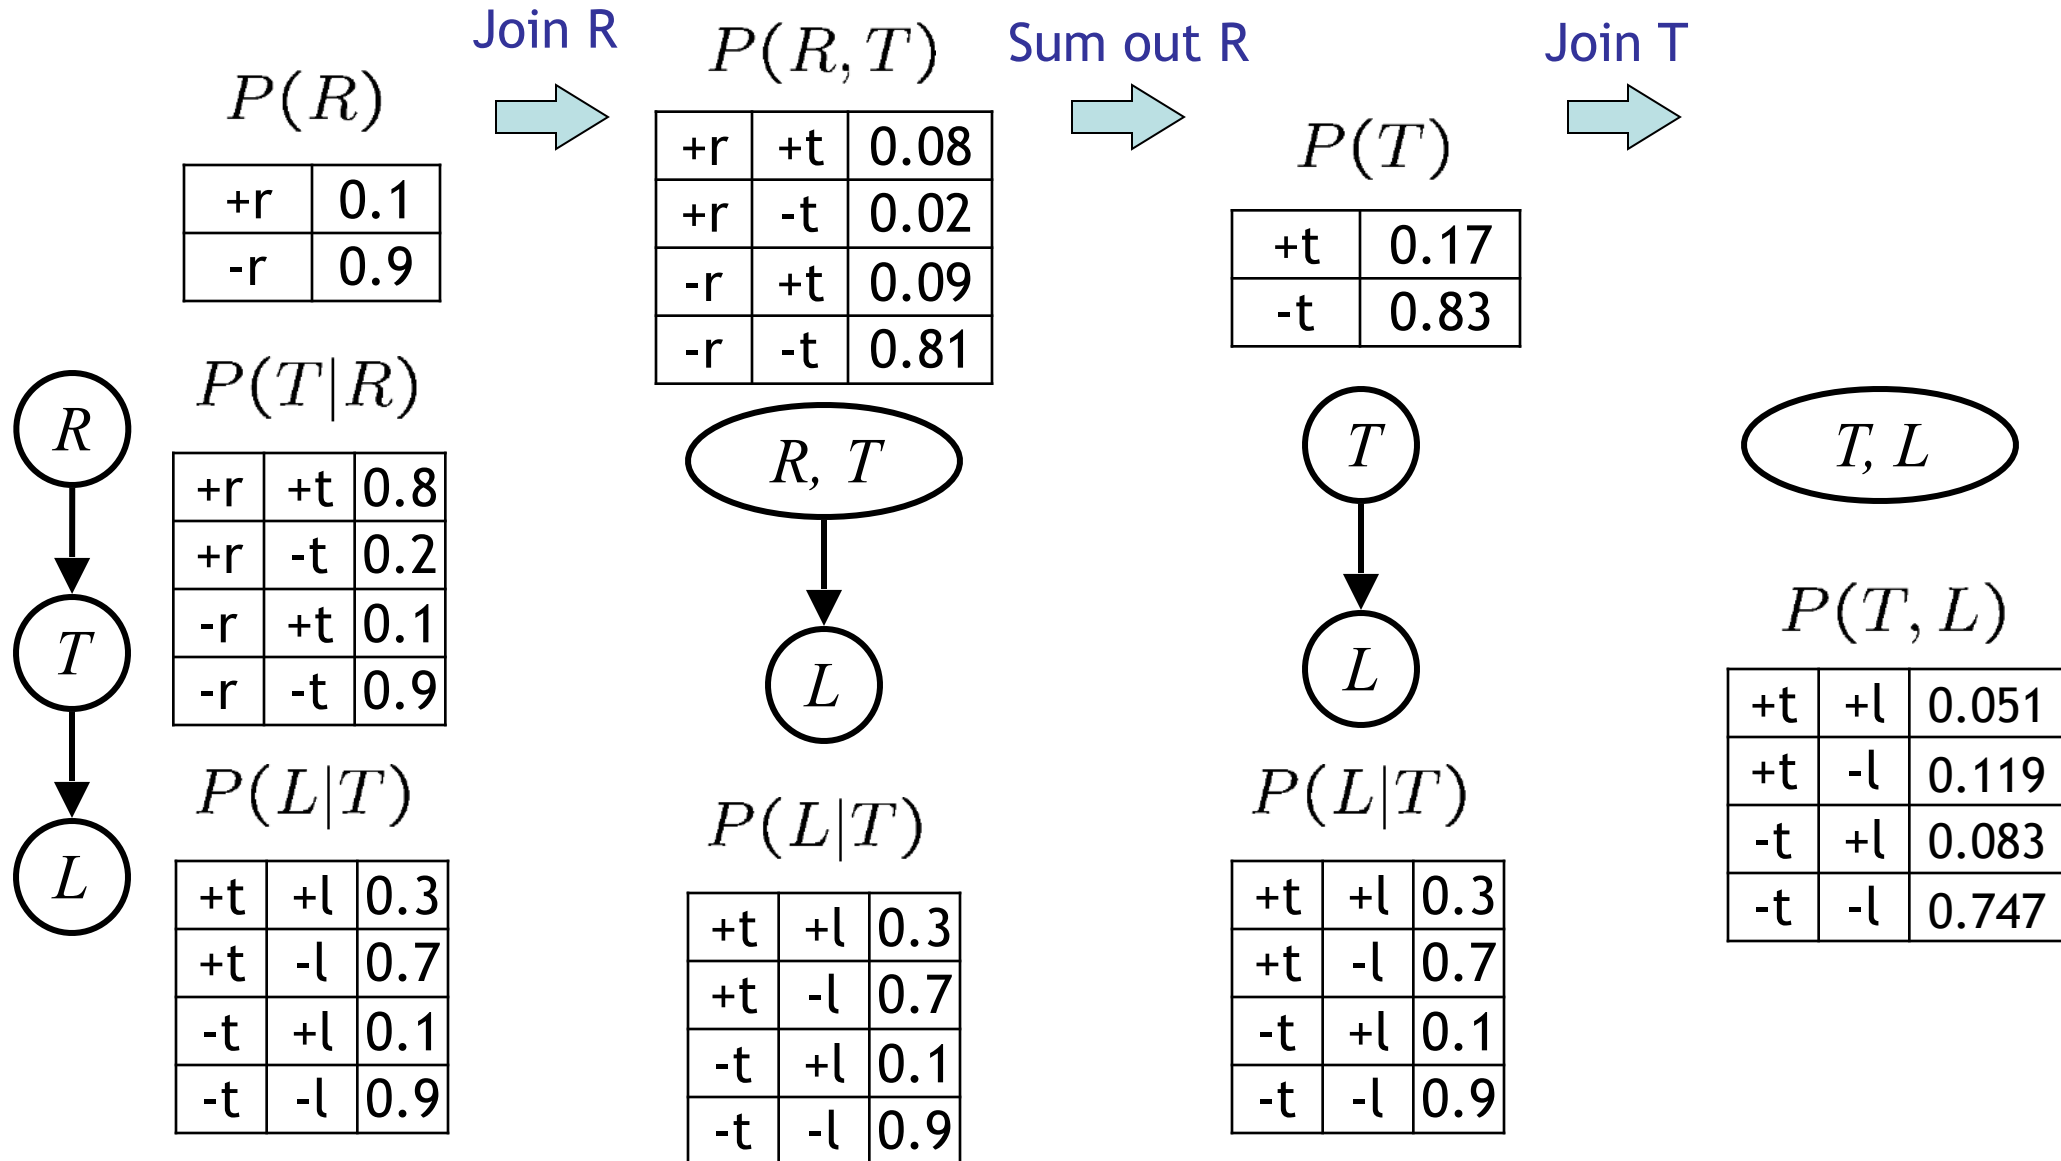 Join R
Sum out R
Join T
P(R)
+r 0.1
-r 0.9
P(T|R)
+r +t 0.8
+r -t 0.2
-r +t 0.1
-r -t 0.9
P(L|T)
+t +l 0.3
+t -l 0.7
-t +l 0.1
-t -l 0.9
R
T
L
P(R, T)
+r +t 0.08
+r -t 0.02
-r +t 0.09
-r -t 0.81
R, T
L
P(L|T)
+t +l 0.3
+t -l 0.7
-t +l 0.1
-t -l 0.9
P(T)
+t 0.17
-t 0.83
T
L
P(L|T)
+t +l 0.3
+t -l 0.7
-t +l 0.1
-t -l 0.9
T, L
P(T, L)
+t +l 0.051
+t -l 0.119
-t +l 0.083
-t -l 0.747